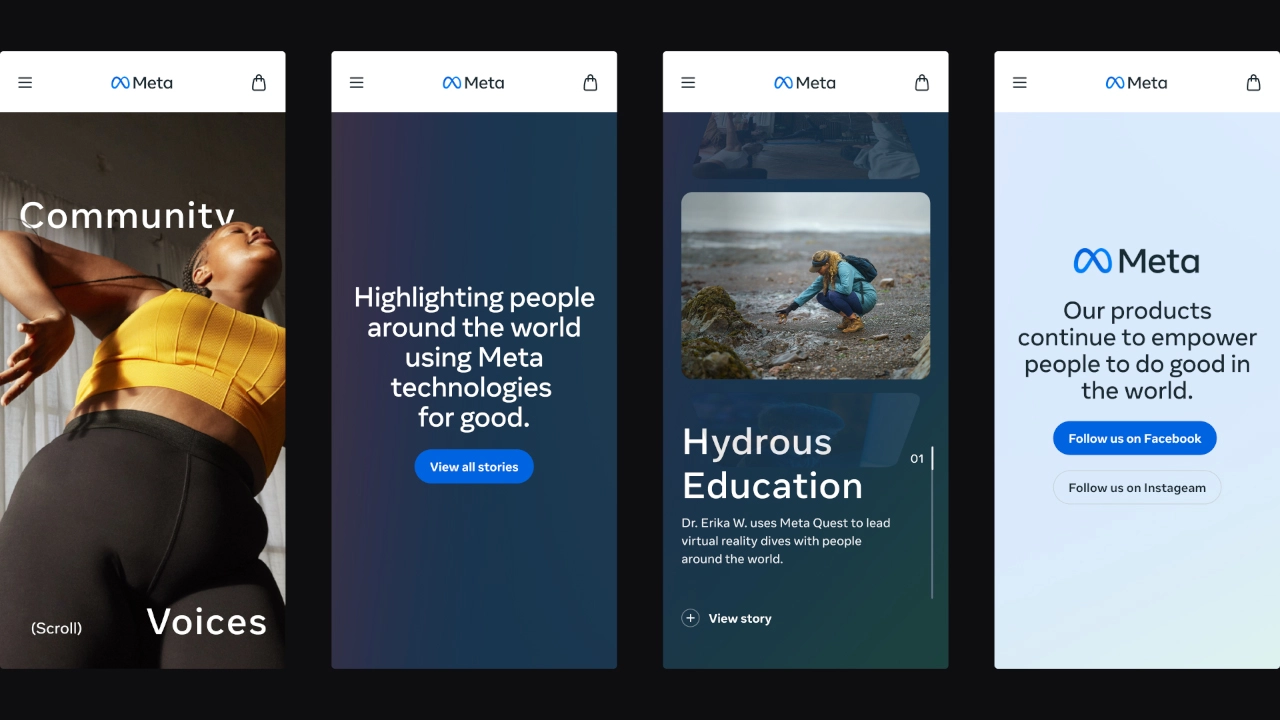 Meta
Community
(Scroll)
Voices
Meta
Highlighting people
around the world
using Meta
technologies
for good.
View all stories
Meta
Hydrous
Education
01
Dr. Erika W. uses Meta Quest to lead
virtual reality dives with people
around the world.
View story
Meta
Meta
Our products
continue to empower
people to do good in
the world.
Follow us on Facebook
Follow us on Instageam